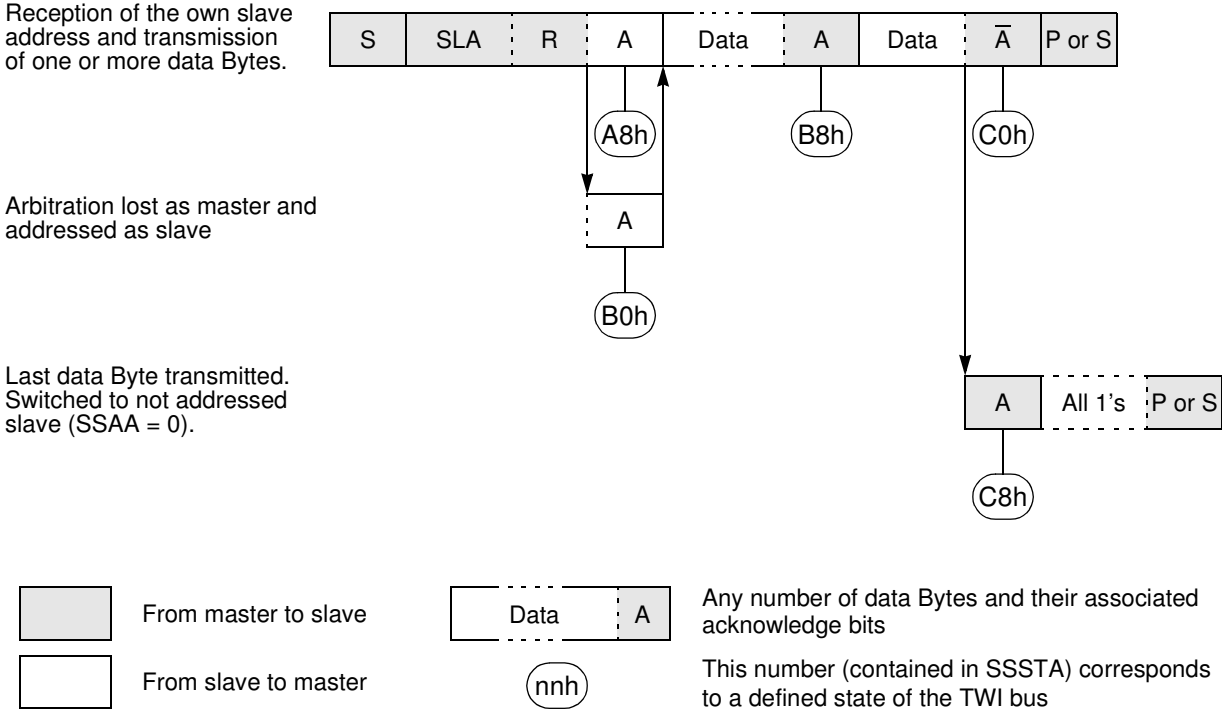 Reception of the own slave
address and transmission
of one or more data Bytes.
S SLA R A Data A Data A̅ P or S
A8h B8h C0h
Arbitration lost as master and
addressed as slave
A
B0h
Last data Byte transmitted.
Switched to not addressed
slave (SSAA = 0).
A All 1's P or S
C8h
From master to slave
Data A
Any number of data Bytes and their associated
acknowledge bits
From slave to master
nnh
This number (contained in SSSTA) corresponds
to a defined state of the TWI bus